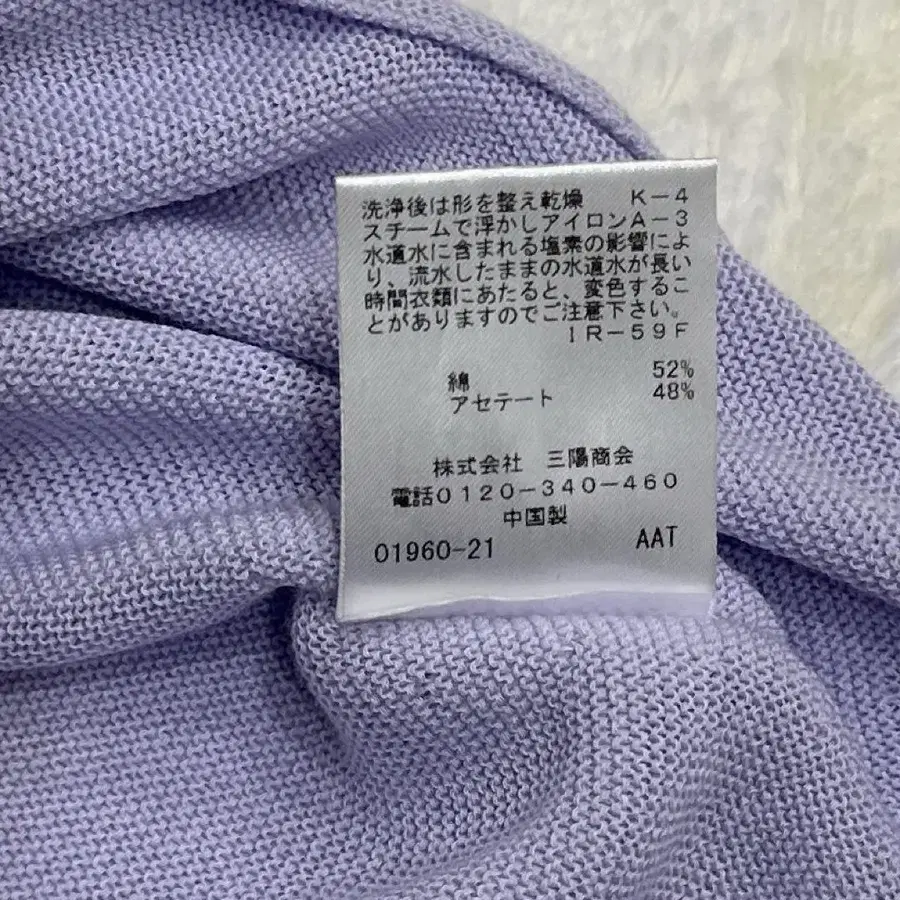 洗浄後は形を整え乾燥　K−4
スチームで浮かしアイロンA−3
水道水に含まれる塩素の影響によ
り、流水したままの水道水が長い
時間衣類にあたると、変色するこ
とがありますのでご注意下さい。
IR−59F
綿 52%
アセテート 48%
株式会社　三陽商会
電話0120−340−460
中国製
01960-21 AAT